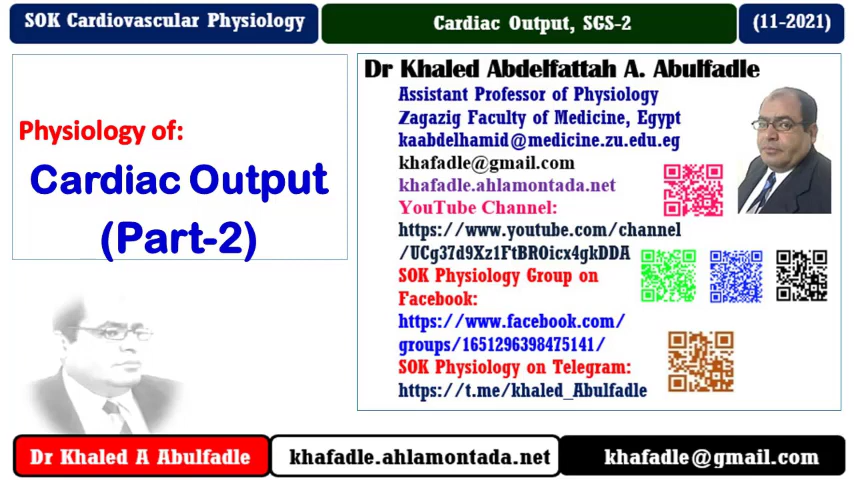 SOK Cardiovascular Physiology
Cardiac Output, SGS-2
(11-2021)
Physiology of:
Cardiac Output
(Part-2)
Dr Khaled Abdelfattah A. Abulfadle
Assistant Professor of Physiology
Zagazig Faculty of Medicine, Egypt
kaabdelhamid@medicine.zu.edu.eg
khafadle@gmail.com
khafadle.ahlamontada.net
YouTube Channel:
https://www.youtube.com/channel
/UCg37d9Xz1FtBROicx4gkDDA
SOK Physiology Group on
Facebook:
https://www.facebook.com/
groups/1651296398475141/
SOK Physiology on Telegram:
https://t.me/khaled_Abulfadle
Dr Khaled A Abulfadle
khafadle.ahlamontada.net
khafadle@gmail.com